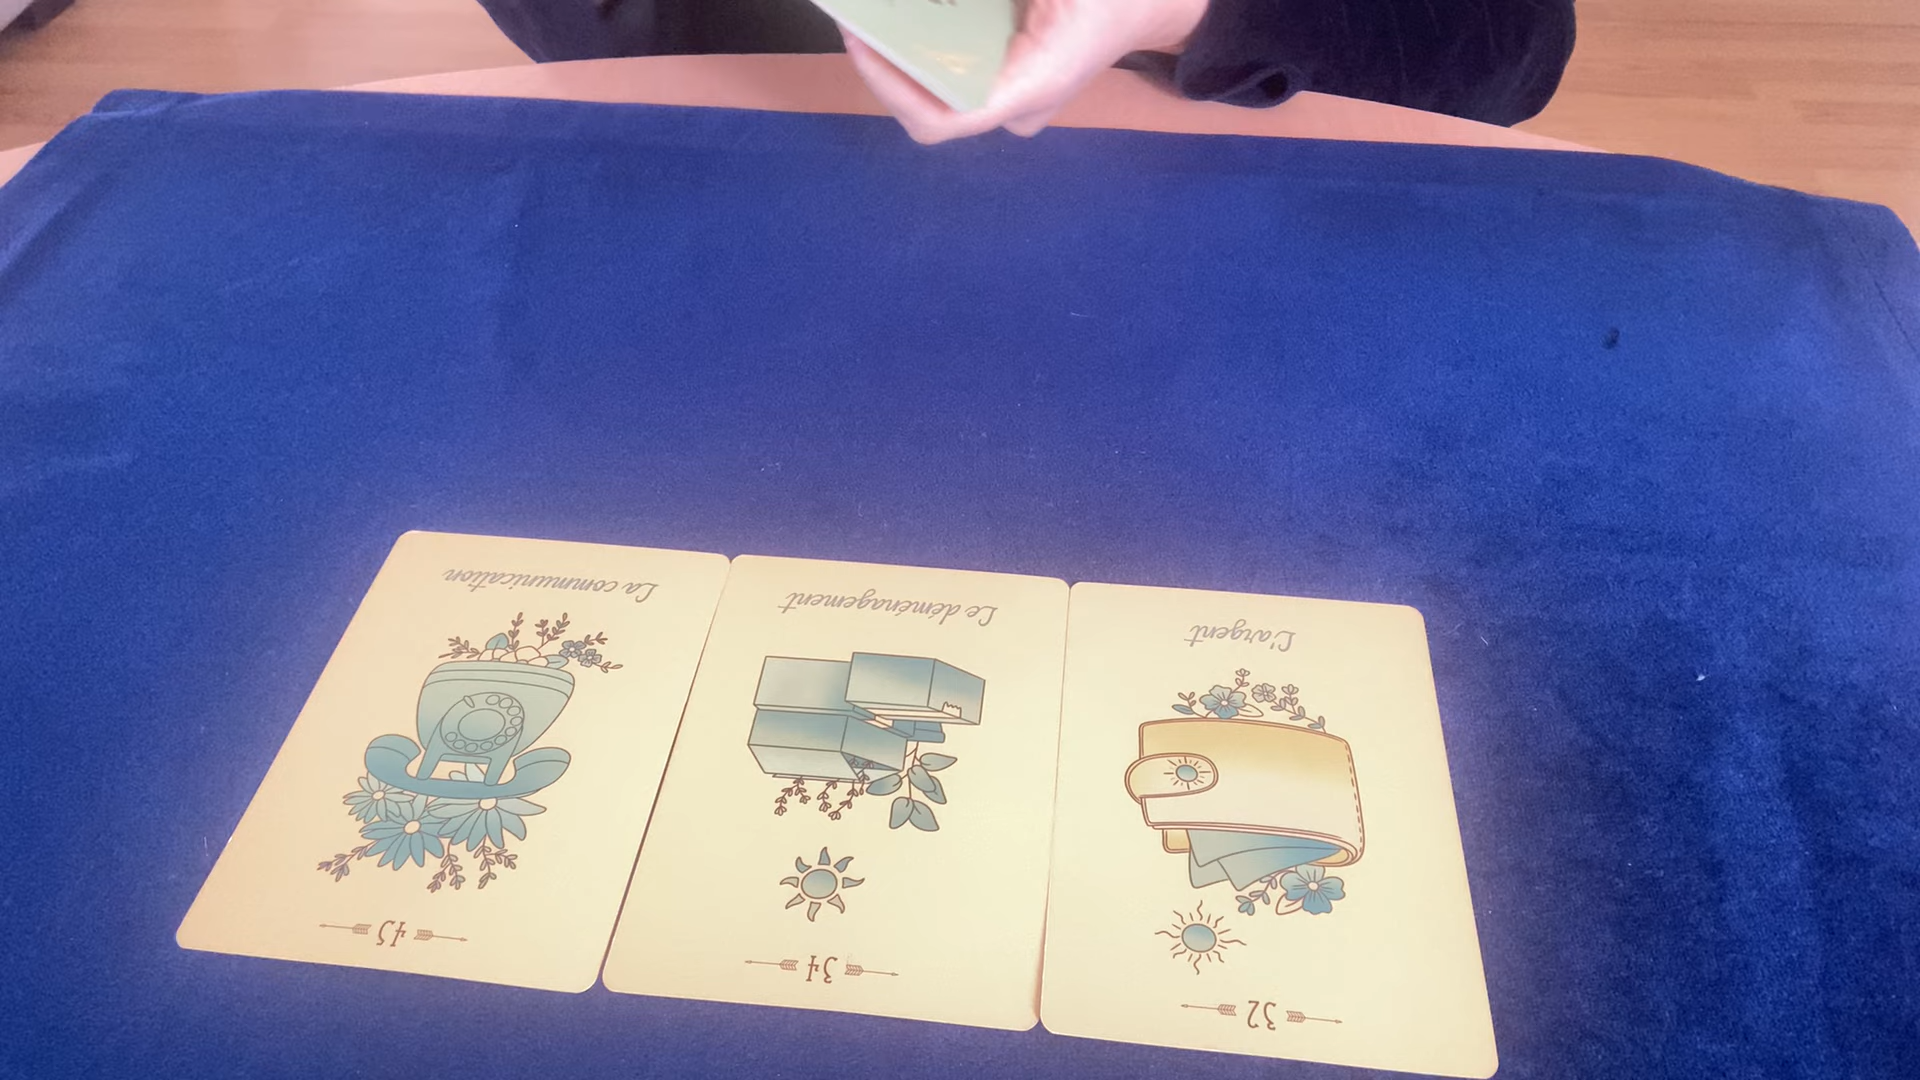 La communication
45
Le déménagement
34
L'argent
32